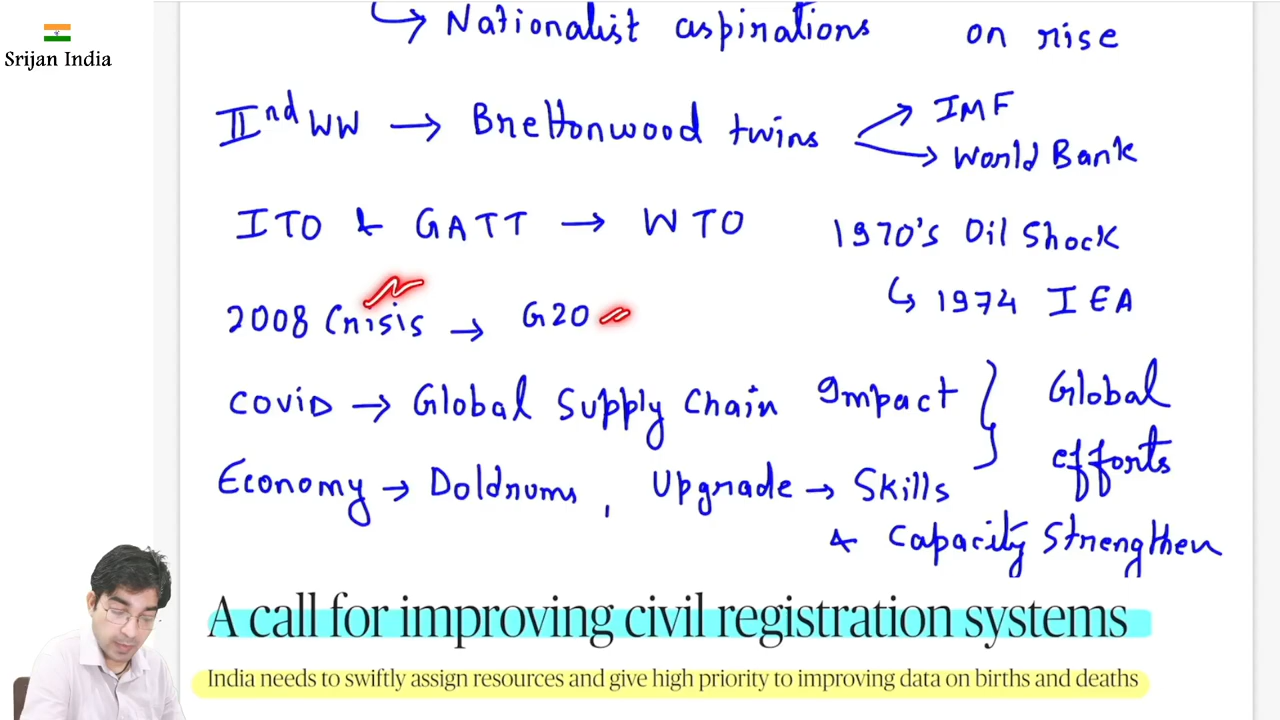 Srijan India
↳ Nationalist aspirations on rise
IInd WW → Brettonwood twins → IMF
→ World Bank
ITO & GATT → WTO
1970's Oil Shock
↳ 1974 IEA
2008 Crisis → G20
COVID → Global Supply Chain Impact } Global efforts
Economy → Doldrums, Upgrade → Skills
& Capacity Strengthen
A call for improving civil registration systems
India needs to swiftly assign resources and give high priority to improving data on births and deaths